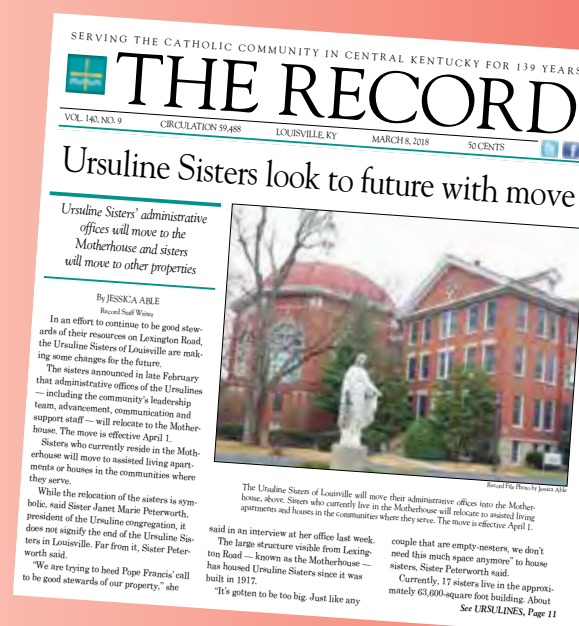 SERVING THE CATHOLIC COMMUNITY IN CENTRAL KENTUCKY FOR 139 YEARS
THE RECORD
VOL. 140, NO. 9 CIRCULATION 59,488 LOUISVILLE, KY MARCH 8, 2018 50 CENTS
Ursuline Sisters look to future with move
Ursuline Sisters' administrative
offices will move to the
Motherhouse and sisters
will move to other properties
By JESSICA ABLE
Record Staff Writer
In an effort to continue to be good stew-
ards of their resources on Lexington Road,
the Ursuline Sisters of Louisville are mak-
ing some changes for the future.
The sisters announced in late February
that administrative offices of the Ursulines
— including the community's leadership
team, advancement, communication and
support staff — will relocate to the Mother-
house. The move is effective April 1.
Sisters who currently reside in the Moth-
erhouse will move to assisted living apart-
ments or houses in the communities where
they serve.
While the relocation of the sisters is sym-
bolic, said Sister Janet Marie Peterworth,
president of the Ursuline congregation, it
does not signify the end of the Ursuline Sis-
ters in Louisville. Far from it, Sister Peter-
worth said.
"We are trying to heed Pope Francis' call
to be good stewards of our property," she
Record File Photo by Jessica Able
The Ursuline Sisters of Louisville will move their administrative offices into the Mother-
house, above. Sisters who currently live in the Motherhouse will relocate to assisted living
apartments and houses in the communities where they serve. The move is effective April 1.
said in an interview at her office last week.
The large structure visible from Lexing-
ton Road — known as the Motherhouse —
has housed Ursuline Sisters since it was
built in 1917.
"It's gotten to be too big. Just like any
couple that are empty-nesters, we don't
need this much space anymore" to house
sisters, Sister Peterworth said.
Currently, 17 sisters live in the approxi-
mately 63,600-square foot building. About
See URSULINES, Page 11